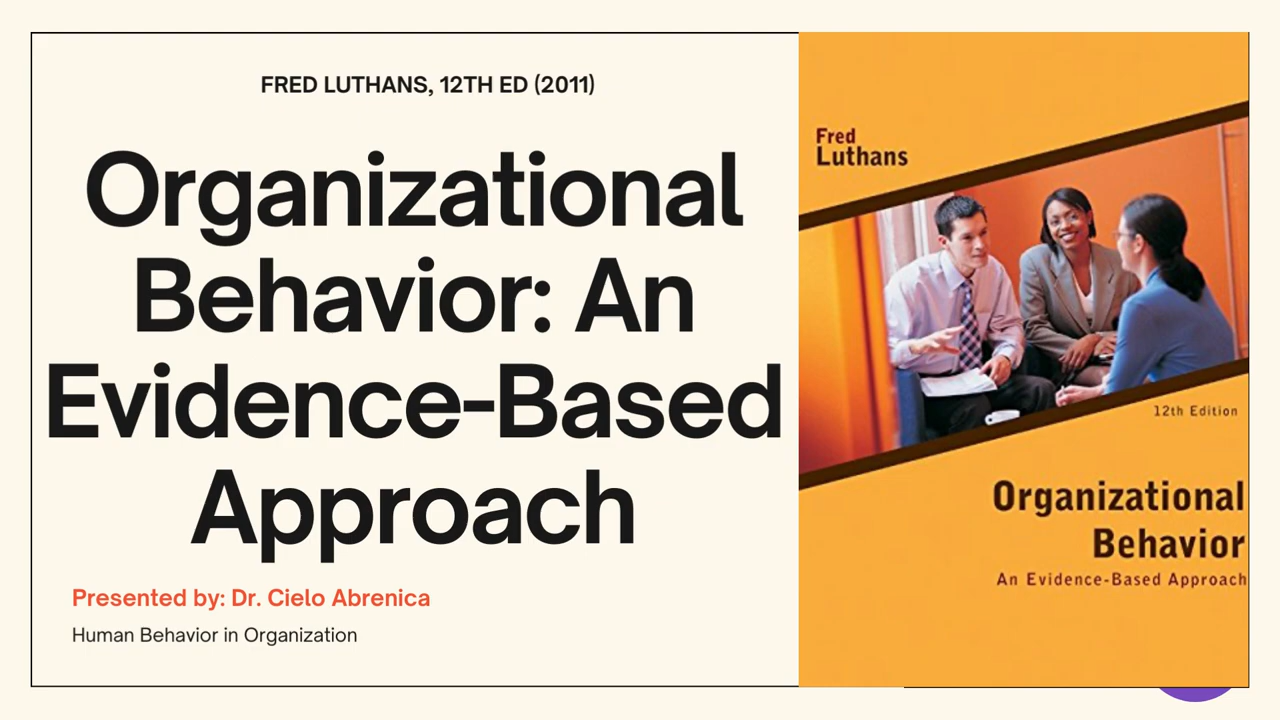 FRED LUTHANS, 12TH ED (2011)
Organizational
Behavior: An
Evidence-Based
Approach
Presented by: Dr. Cielo Abrenica
Human Behavior in Organization
Fred
Luthans
12th Edition
Organizational
Behavior
An Evidence-Based Approach